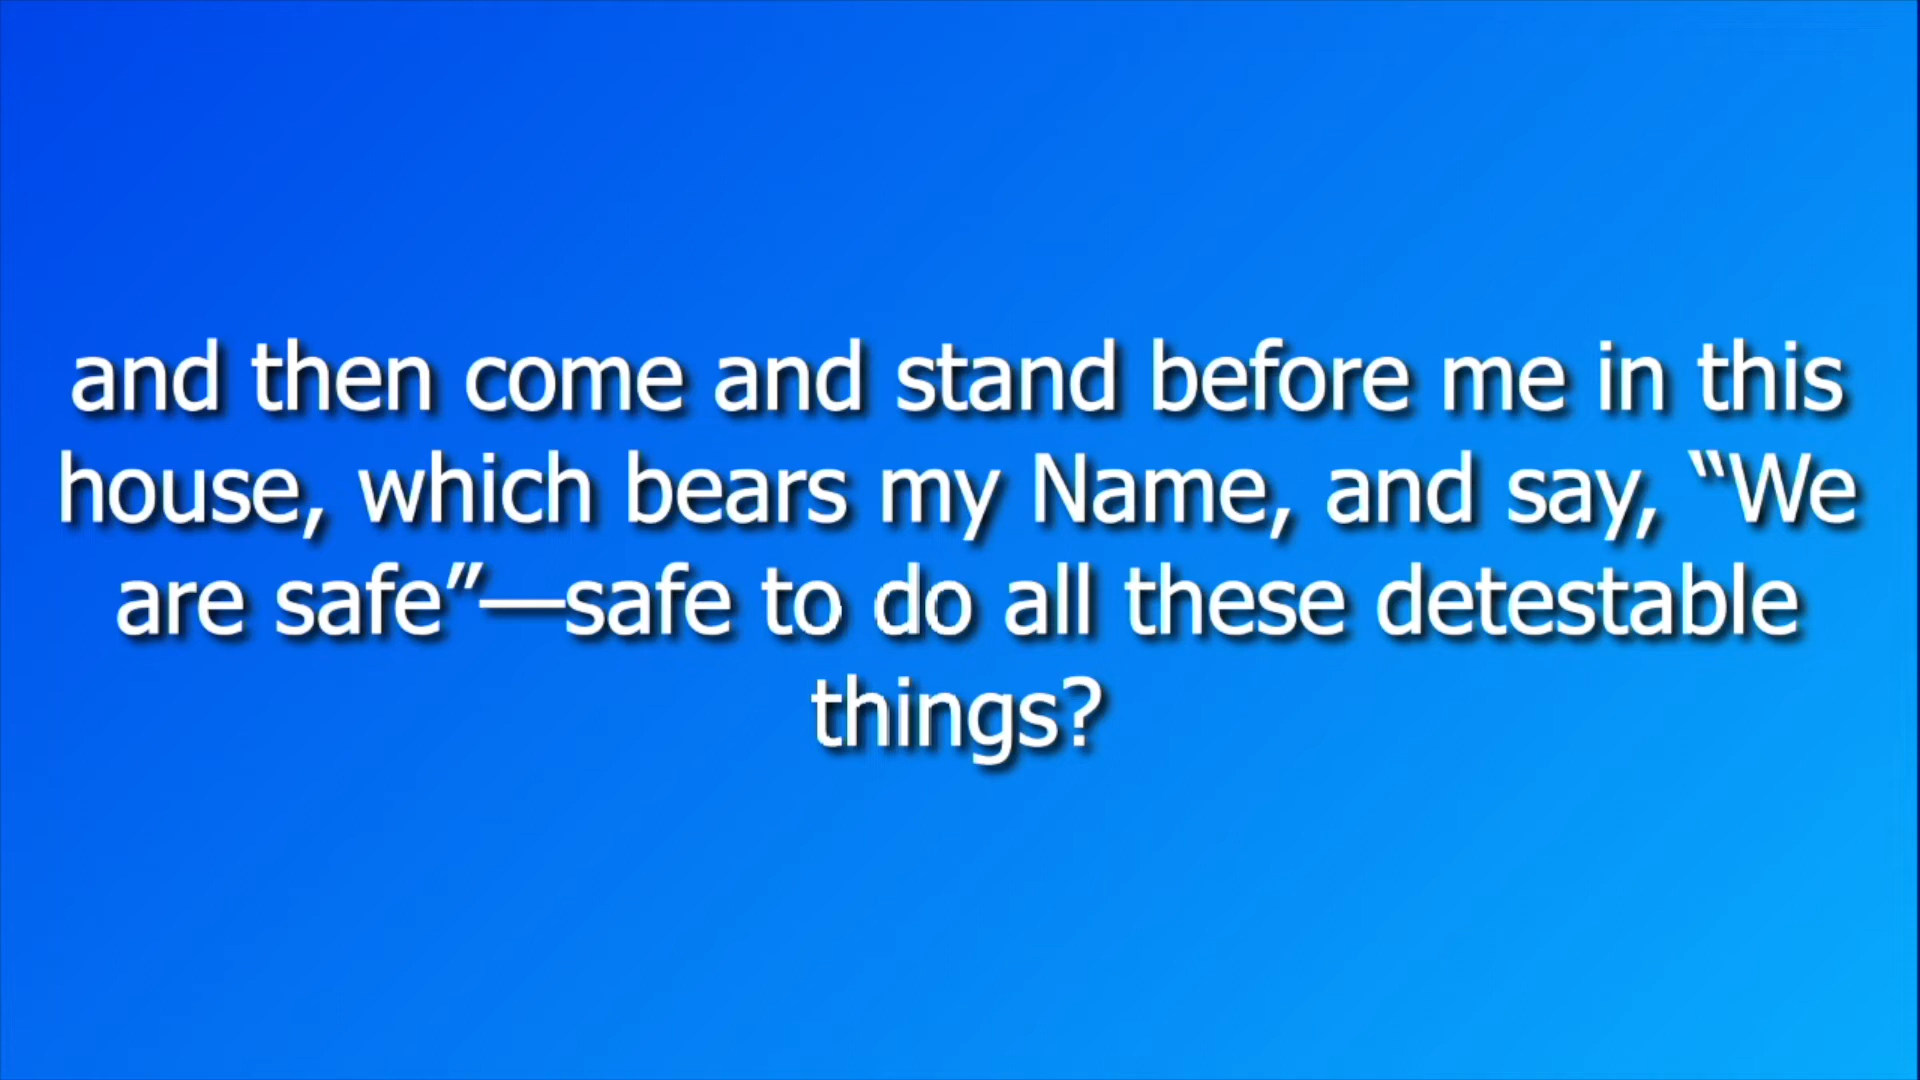 and then come and stand before me in this
house, which bears my Name, and say, “We
are safe”—safe to do all these detestable
things?